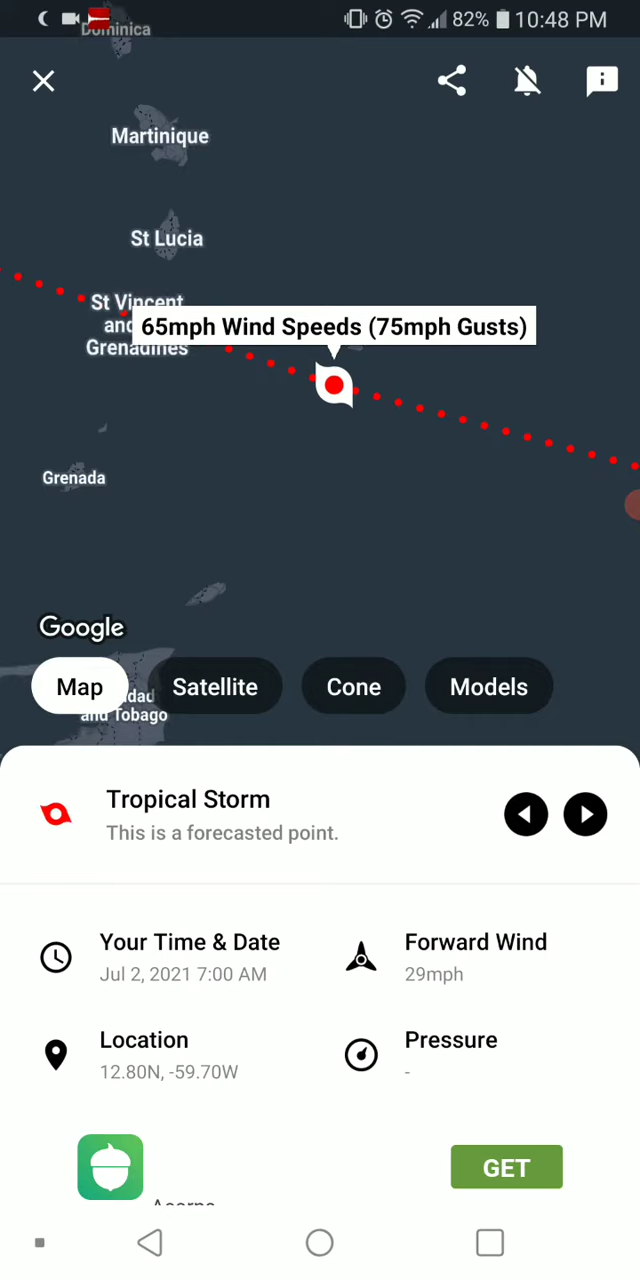 82% 10:48 PM
Dominica
Martinique
St Lucia
St Vincent
and
Grenadines
65mph Wind Speeds (75mph Gusts)
Grenada
Google
Map
Satellite
Cone
Models
and Tobago
Tropical Storm
This is a forecasted point.
Your Time & Date
Jul 2, 2021 7:00 AM
Forward Wind
29mph
Location
12.80N, -59.70W
Pressure
-
GET